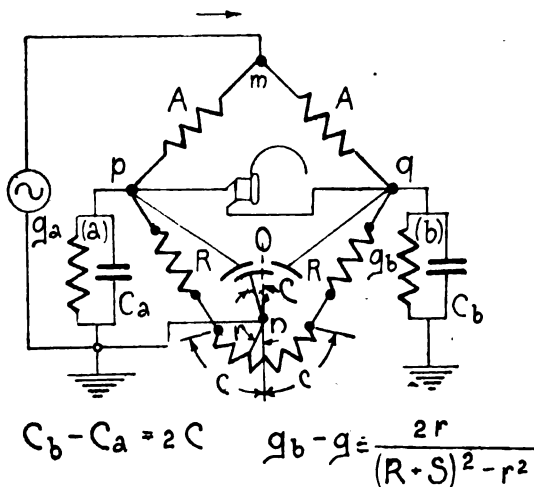 m
A A
p q
ga (a) Ca
R Q R
C
gb (b) Cb
r n
C C
Cb - Ca = 2C
gb - g = 2r / (R + S)² - r²